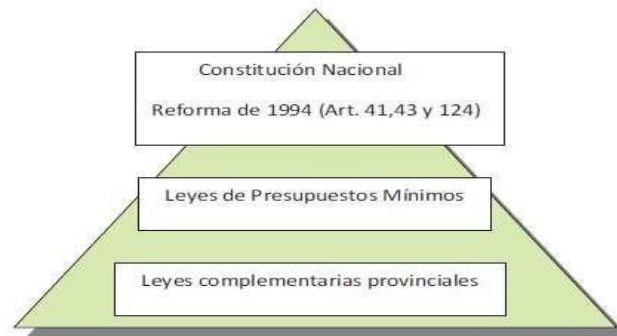 Constitución Nacional
Reforma de 1994 (Art. 41,43 y 124)
Leyes de Presupuestos Mínimos
Leyes complementarias provinciales